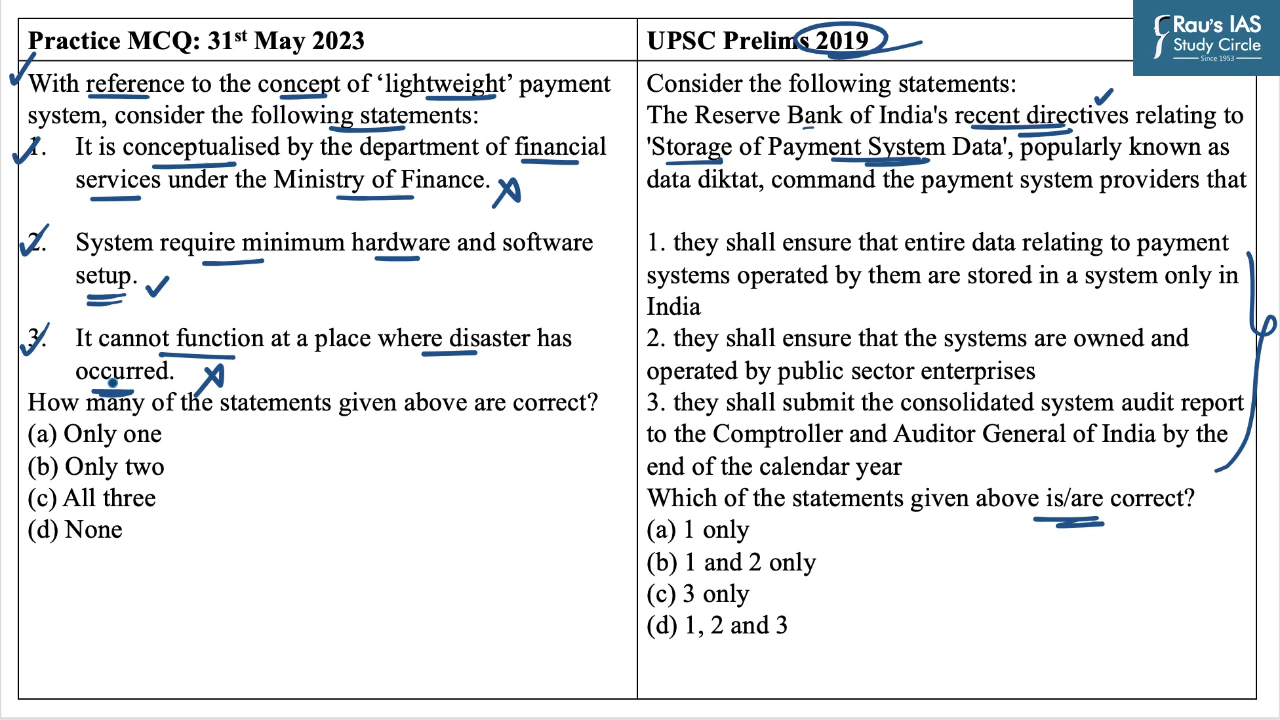 Practice MCQ: 31st May 2023
With reference to the concept of ‘lightweight’ payment
system, consider the following statements:
1. It is conceptualised by the department of financial
services under the Ministry of Finance.
2. System require minimum hardware and software
setup.
3. It cannot function at a place where disaster has
occurred.
How many of the statements given above are correct?
(a) Only one
(b) Only two
(c) All three
(d) None
UPSC Prelims 2019
Consider the following statements:
The Reserve Bank of India's recent directives relating to
'Storage of Payment System Data', popularly known as
data diktat, command the payment system providers that
1. they shall ensure that entire data relating to payment
systems operated by them are stored in a system only in
India
2. they shall ensure that the systems are owned and
operated by public sector enterprises
3. they shall submit the consolidated system audit report
to the Comptroller and Auditor General of India by the
end of the calendar year
Which of the statements given above is/are correct?
(a) 1 only
(b) 1 and 2 only
(c) 3 only
(d) 1, 2 and 3
Rau's IAS
Study Circle
Since 1953